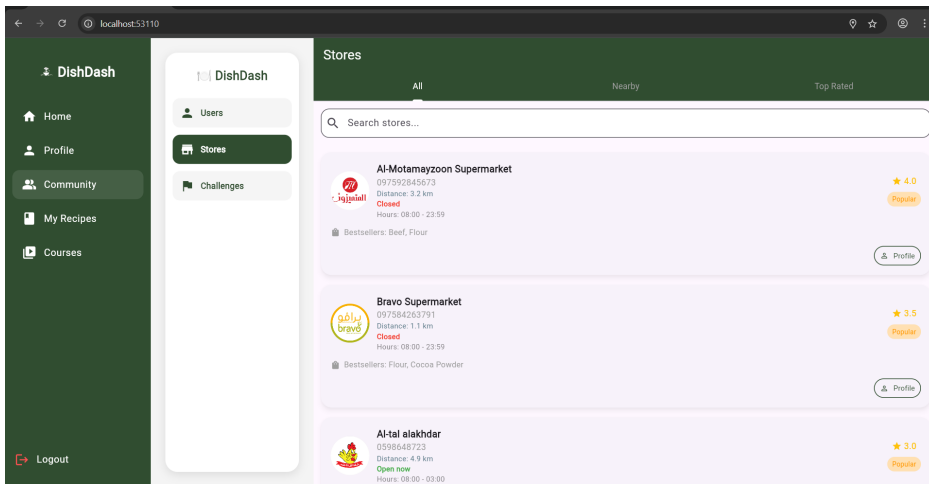 localhost:53110
DishDash
Home
Profile
Community
My Recipes
Courses
Logout
DishDash
Users
Stores
Challenges
Stores
All
Nearby
Top Rated
Search stores...
Al-Motamayzoon Supermarket
097592845673
Distance: 3.2 km
Closed
Hours: 08:00 - 23:59
Bestsellers: Beef, Flour
4.0
Popular
Profile
Bravo Supermarket
097584263791
Distance: 1.1 km
Closed
Hours: 08:00 - 23:59
Bestsellers: Flour, Cocoa Powder
برافو
bravo
3.5
Popular
Profile
Al-tal alakhdar
0598648723
Distance: 4.9 km
Open now
Hours: 08:00 - 03:00
3.0
Popular